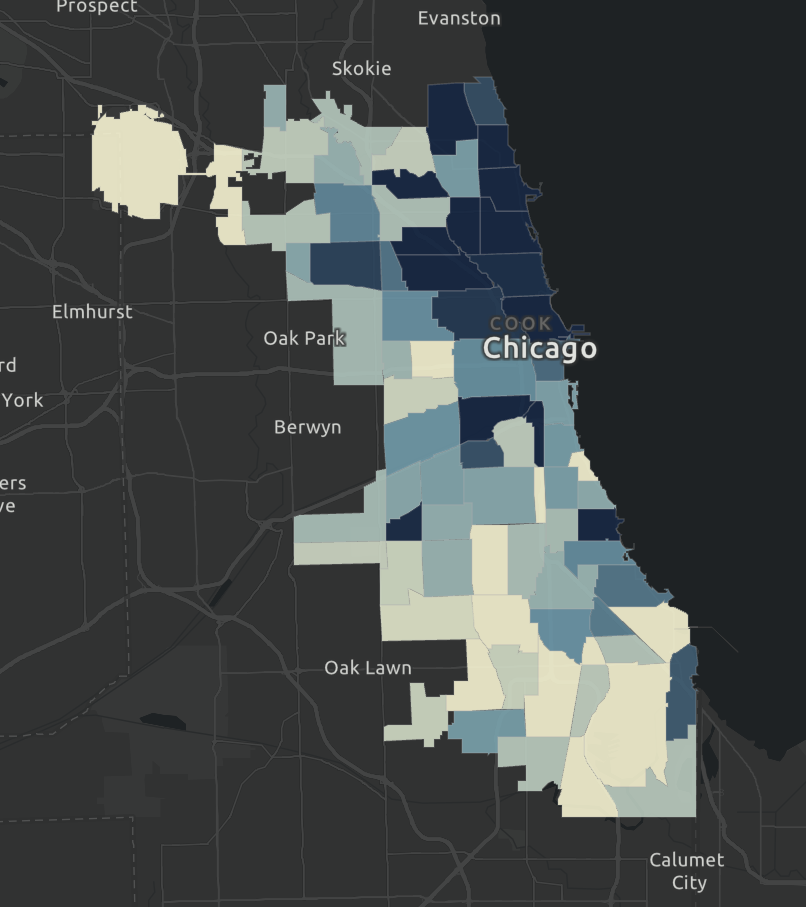 Prospect
Evanston
Skokie
Elmhurst
COOK
Oak Park
Chicago
rd
York
Berwyn
ers
ve
Oak Lawn
Calumet
City